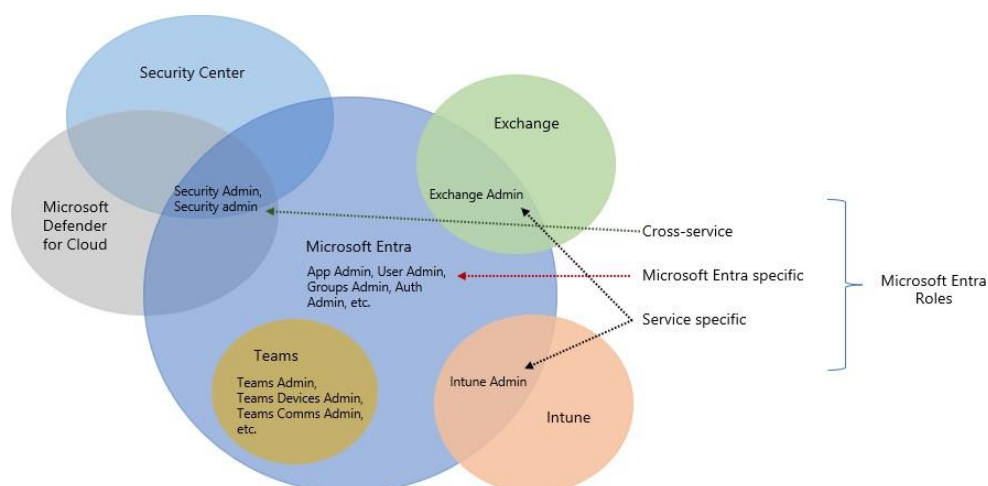 Security Center
Exchange
Security Admin,
Security admin
Exchange Admin
Microsoft
Defender
for Cloud
Cross-service
Microsoft Entra
App Admin, User Admin,
Groups Admin, Auth
Admin, etc.
Microsoft Entra specific
Microsoft Entra
Roles
Service specific
Teams
Teams Admin,
Teams Devices Admin,
Teams Comms Admin,
etc.
Intune Admin
Intune